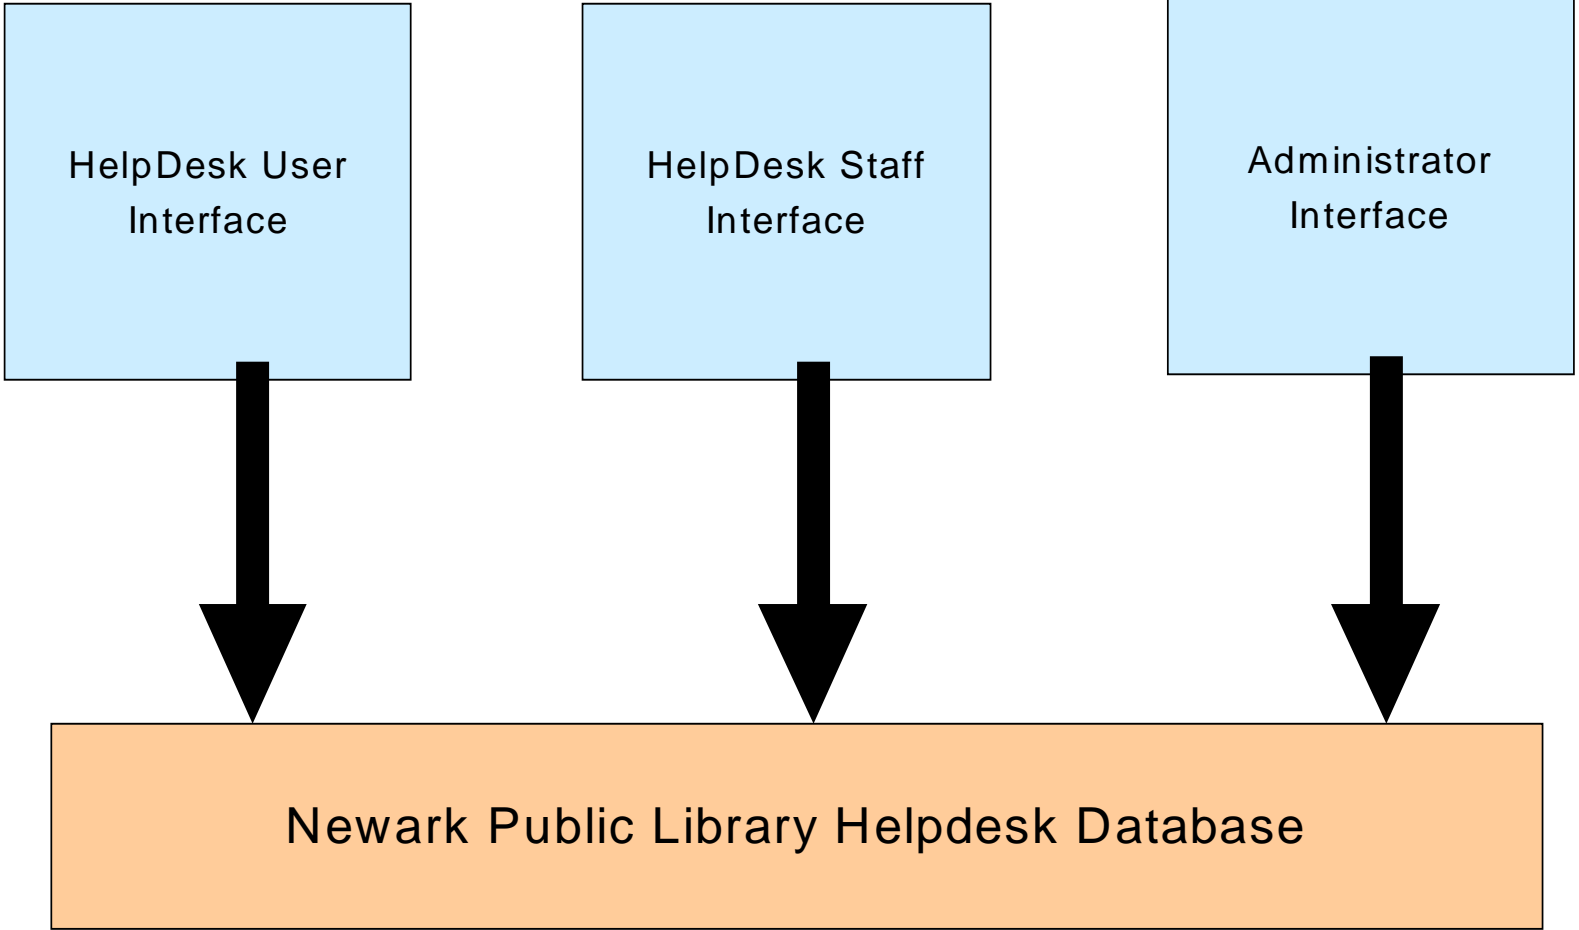 HelpDesk User
Interface
HelpDesk Staff
Interface
Administrator
Interface
Newark Public Library Helpdesk Database